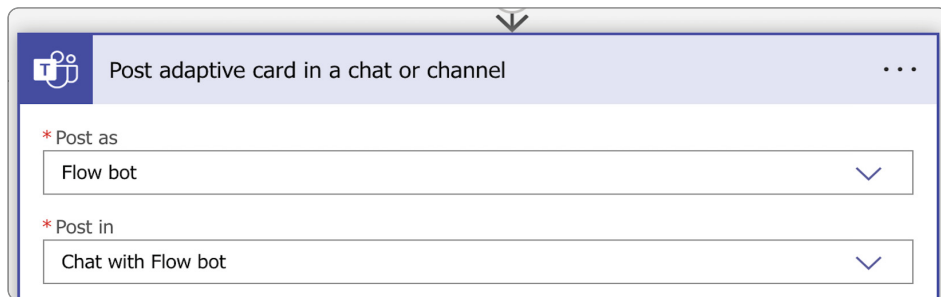 Post adaptive card in a chat or channel
* Post as
Flow bot
* Post in
Chat with Flow bot